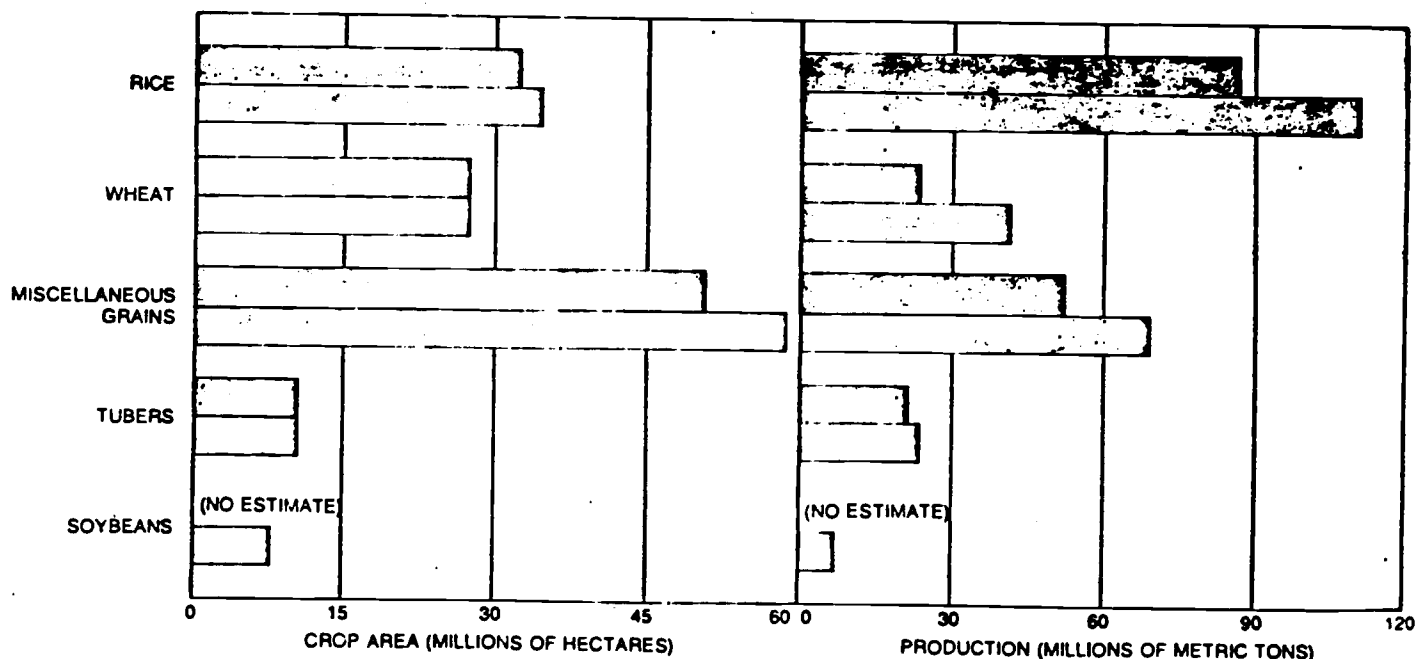 RICE
WHEAT
MISCELLANEOUS
GRAINS
TUBERS
SOYBEANS
(NO ESTIMATE)
(NO ESTIMATE)
0 15 30 45 60
CROP AREA (MILLIONS OF HECTARES)
0 30 60 90 120
PRODUCTION (MILLIONS OF METRIC TONS)